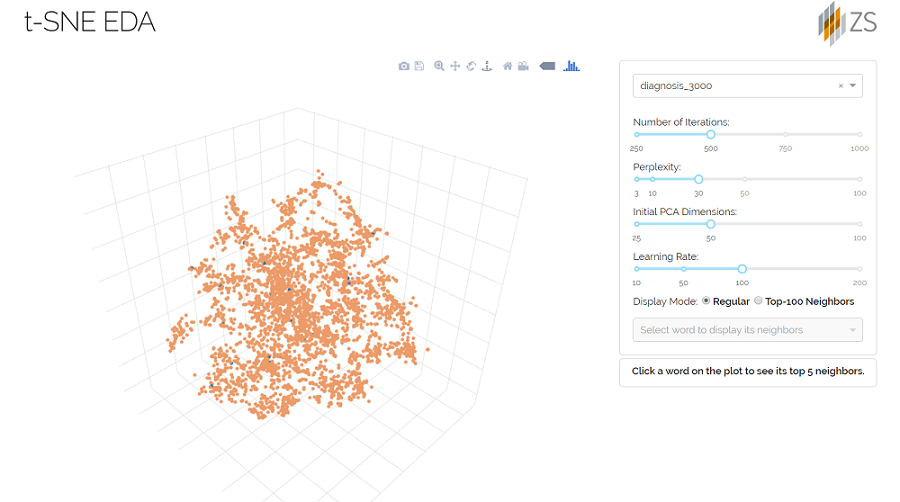 t-SNE EDA
ZS
diagnosis_3000
×
Number of Iterations:
250 500 750 1000
Perplexity:
3 10 30 50 100
Initial PCA Dimensions:
25 50 100
Learning Rate:
10 50 100 200
Display Mode: Regular Top-100 Neighbors
Select word to display its neighbors
Click a word on the plot to see its top 5 neighbors.